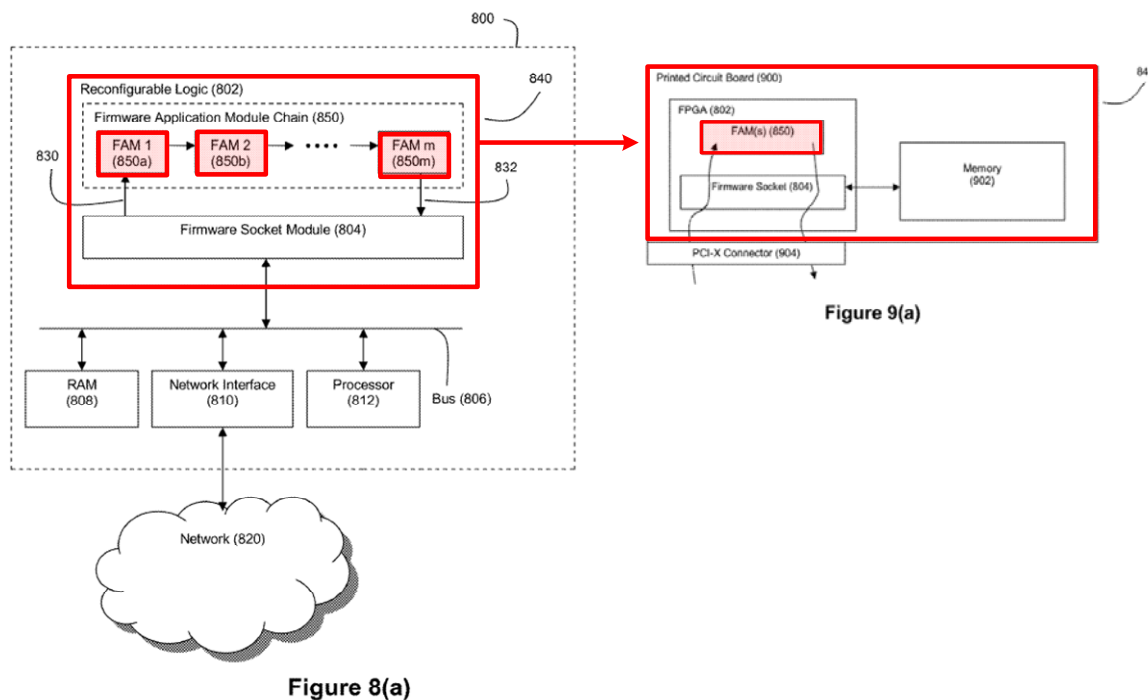 800
Reconfigurable Logic (802)
840
Firmware Application Module Chain (850)
FAM 1
(850a)
FAM 2
(850b)
FAM m
(850m)
830
832
Firmware Socket Module (804)
RAM
(808)
Network Interface
(810)
Processor
(812)
Bus (806)
Network (820)
Figure 8(a)
Printed Circuit Board (900)
84
FPGA (802)
FAM(s) (850)
Firmware Socket (804)
Memory
(902)
PCI-X Connector (904)
Figure 9(a)